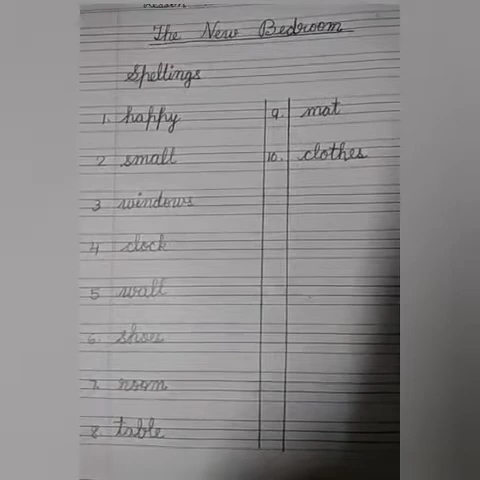 Lesson
The New Bedroom
Spellings
1. happy
2 small
3 windows
4 clock
5 wall
6. shoes
7. room
8. table
9. mat
10. clothes